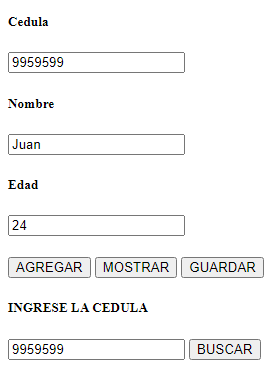 Cedula
9959599
Nombre
Juan
Edad
24
AGREGAR MOSTRAR GUARDAR
INGRESE LA CEDULA
9959599 BUSCAR